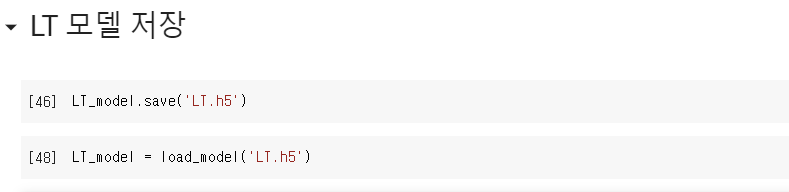 LT 모델 저장
[46] LT_model.save('LT.h5')
[48] LT_model = load_model('LT.h5')